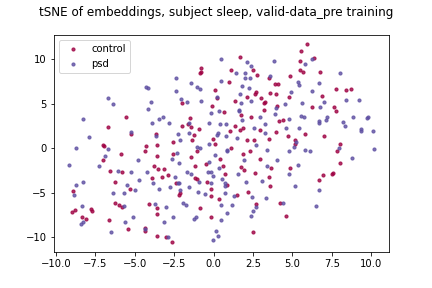 tSNE of embeddings, subject sleep, valid-data_pre training
control
psd
10
5
0
−5
−10
−10.0 −7.5 −5.0 −2.5 0.0 2.5 5.0 7.5 10.0